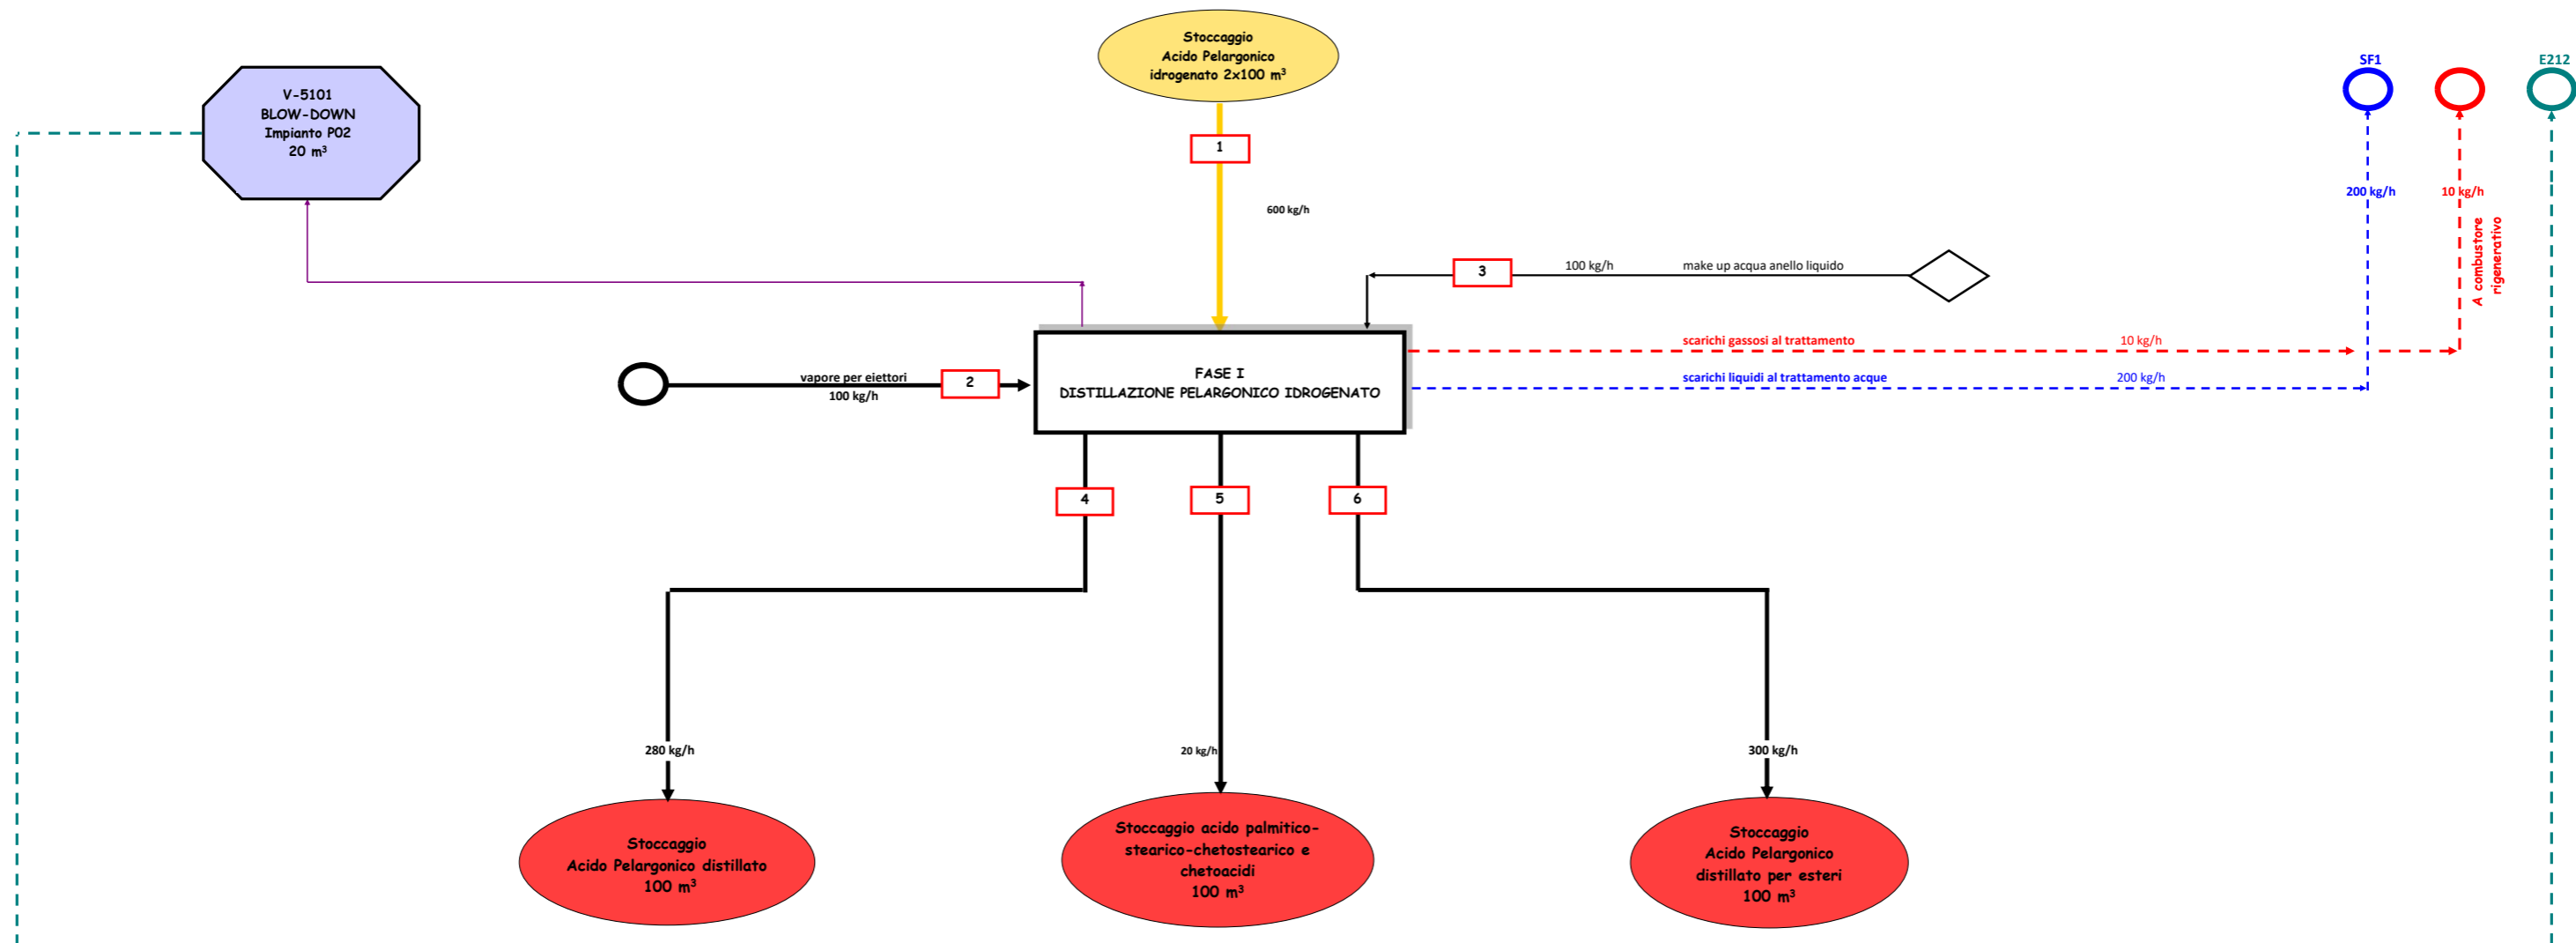 Stoccaggio
Acido Pelargonico
idrogenato 2x100 m³
SF1
E212
V-5101
BLOW-DOWN
Impianto P02
20 m³
1
200 kg/h
10 kg/h
600 kg/h
A combustore
rigenerativo
3
100 kg/h
make up acqua anello liquido
scarichi gassosi al trattamento
10 kg/h
FASE I
DISTILLAZIONE PELARGONICO IDROGENATO
vapore per eiettori
100 kg/h
2
scarichi liquidi al trattamento acque
200 kg/h
4
5
6
280 kg/h
20 kg/h
300 kg/h
Stoccaggio
Acido Pelargonico distillato
100 m³
Stoccaggio acido palmitico-
stearico-chetostearico e
chetoacidi
100 m³
Stoccaggio
Acido Pelargonico
distillato per esteri
100 m³